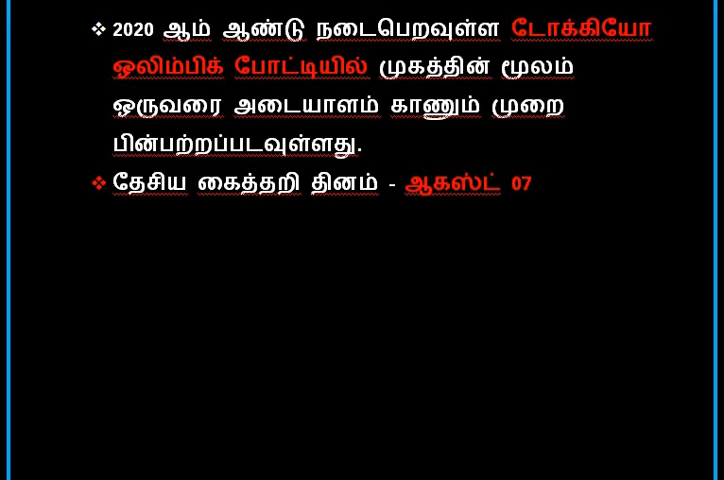 ❖ 2020 ஆம் ஆண்டு நடைபெறவுள்ள டோக்கியோ
ஒலிம்பிக் போட்டியில் முகத்தின் மூலம்
ஒருவரை அடையாளம் காணும் முறை
பின்பற்றப்படவுள்ளது.
❖ தேசிய கைத்தறி தினம் - ஆகஸ்ட் 07